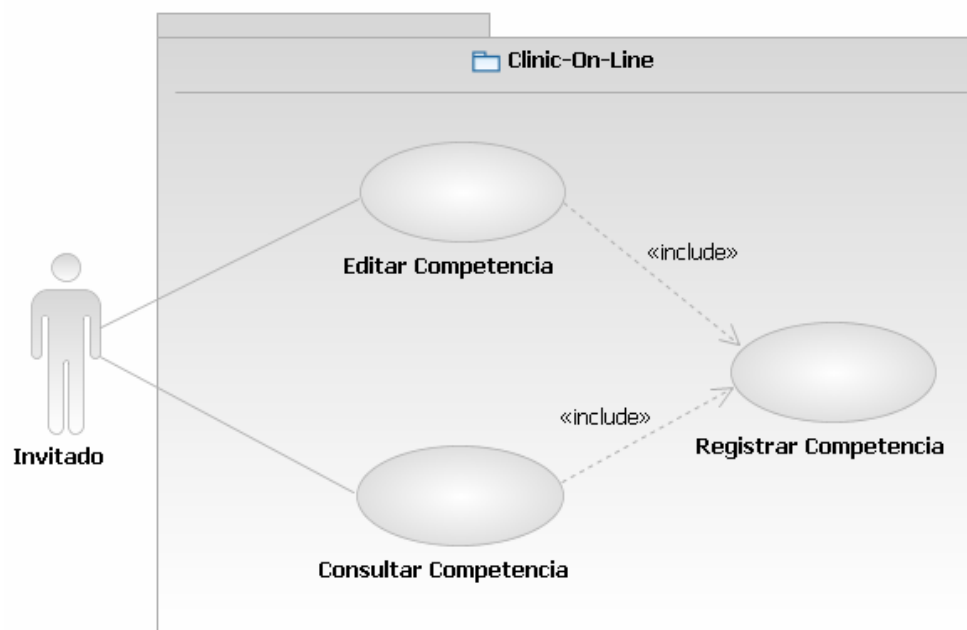 Clinic-On-Line
Editar Competencia
«include»
Invitado
«include»
Registrar Competencia
Consultar Competencia